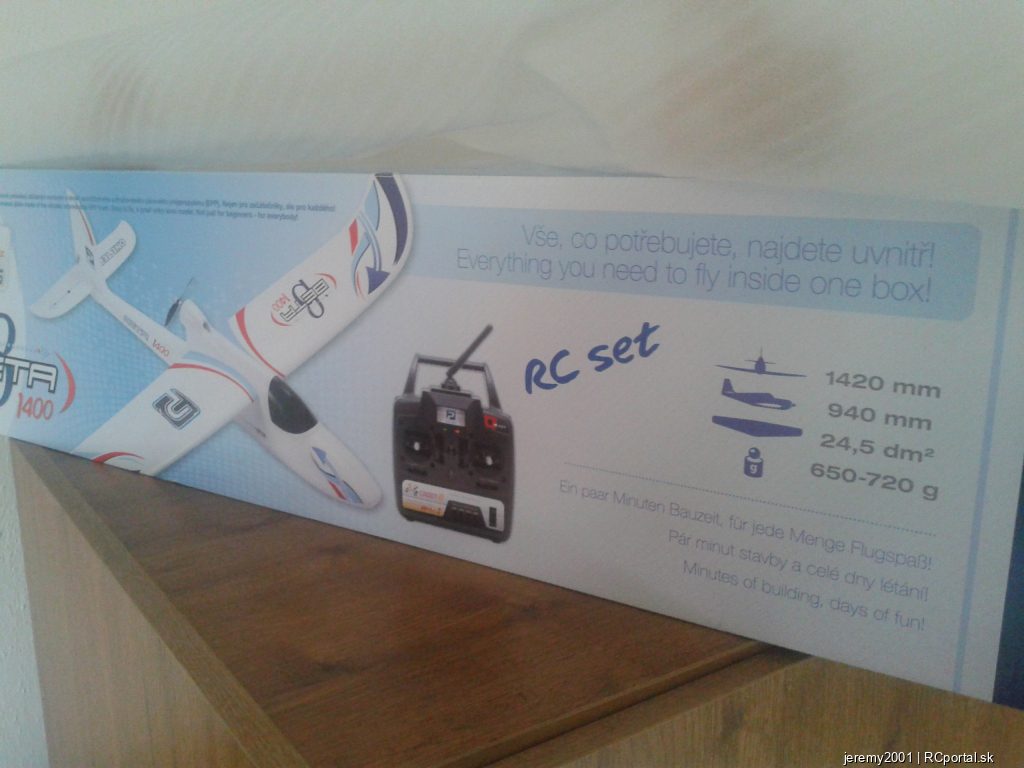 Vše, co potřebujete, najdete uvnitř!
Everything you need to fly inside one box!
RC set
1420 mm
940 mm
24,5 dm²
650-720 g
g
Ein paar Minuten Bauzeit, für jede Menge Flugspaß!
Pár minut stavby a celé dny létání!
Minutes of building, days of fun!
1400
1400
1400
jeremy2001 | RCportal.sk